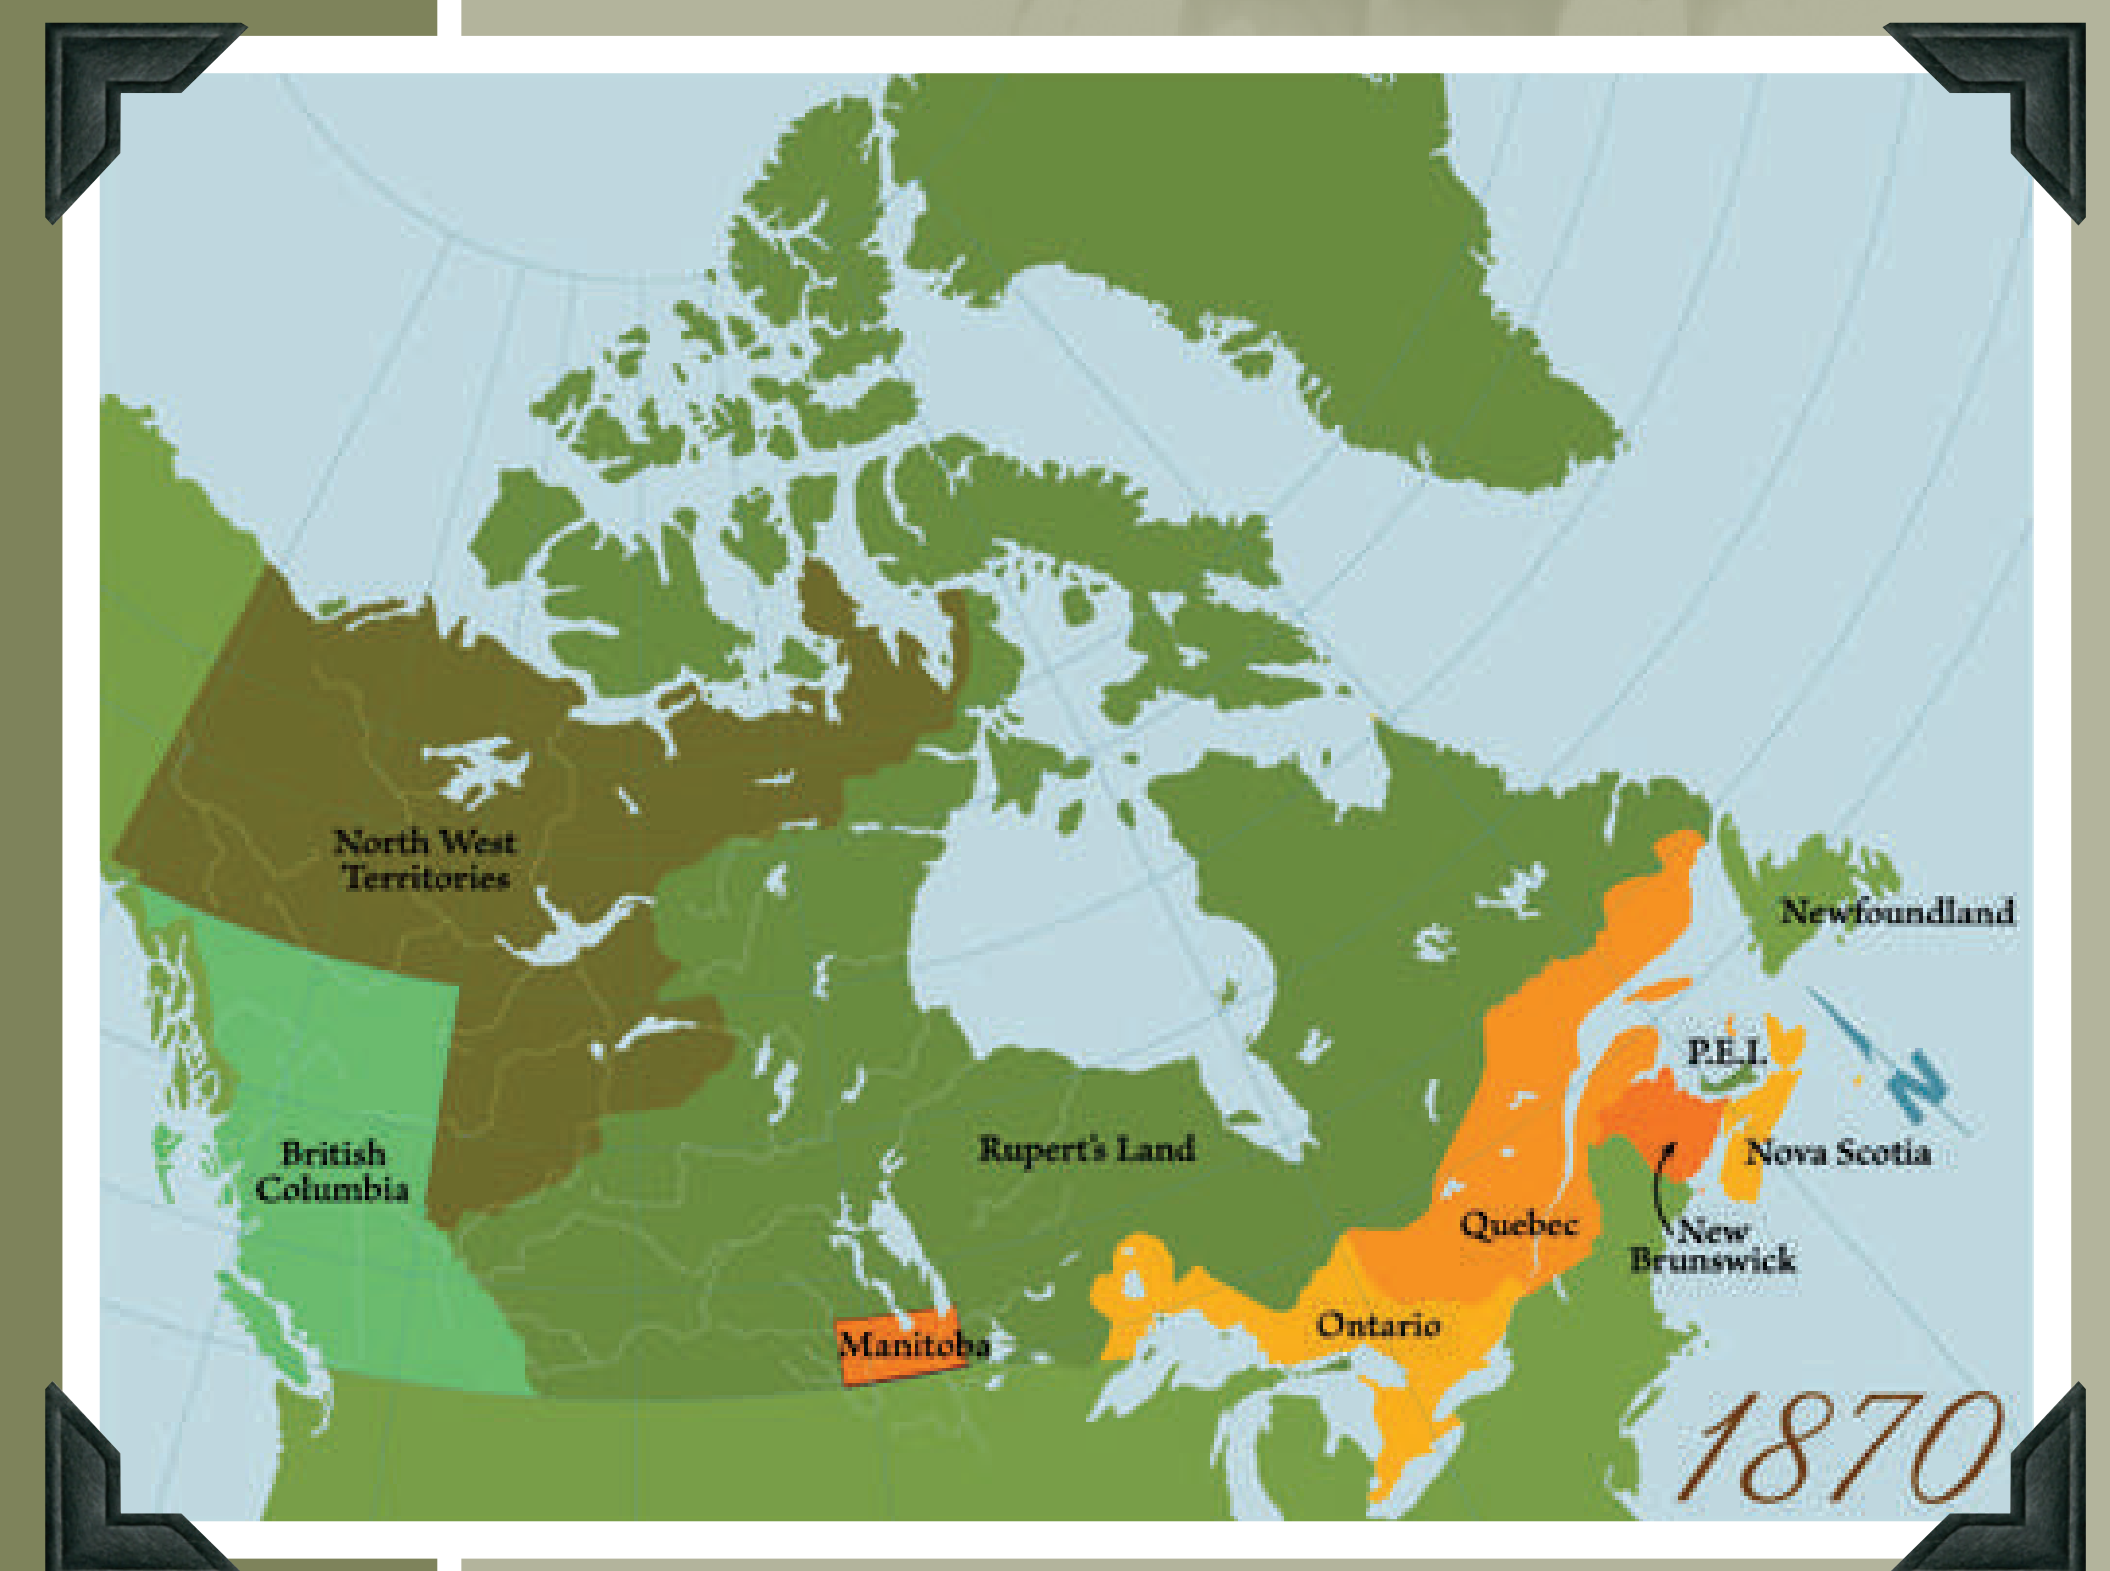 North West
Territories
Newfoundland
P.E.I.
British
Columbia
Rupert's Land
Nova Scotia
Quebec
New
Brunswick
Ontario
Manitoba
N
1870